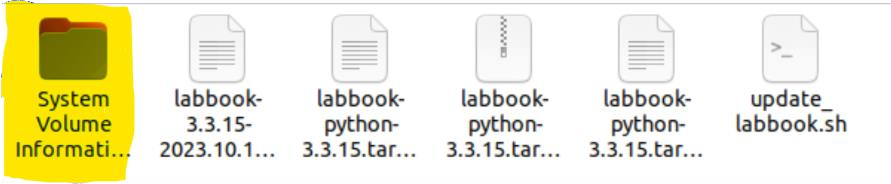 System
Volume
Informati...
labbook-
3.3.15-
2023.10.1...
labbook-
python-
3.3.15.tar...
labbook-
python-
3.3.15.tar...
labbook-
python-
3.3.15.tar...
>_
update_
labbook.sh